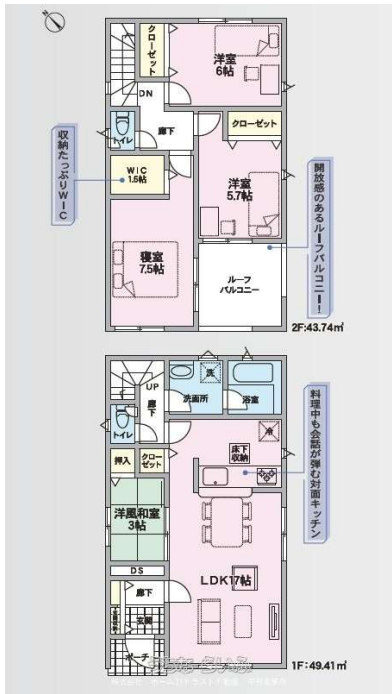 クローゼット
洋室
6帖
DN
廊下
トイレ
クローゼット
収納たっぷりWIC
WIC
1.5帖
洋室
5.7帖
開放感のあるルーフバルコニー!
寝室
7.5帖
ルーフ
バルコニー
2F:43.74㎡
UP
廊下
洗面所
洗
浴室
トイレ
冷
床下
収納
料理中も会話が弾む対面キッチン
押入
クロー
ゼット
洋風和室
3帖
DS
廊下
LDK17帖
玄関
ポーチ
1F:49.41㎡